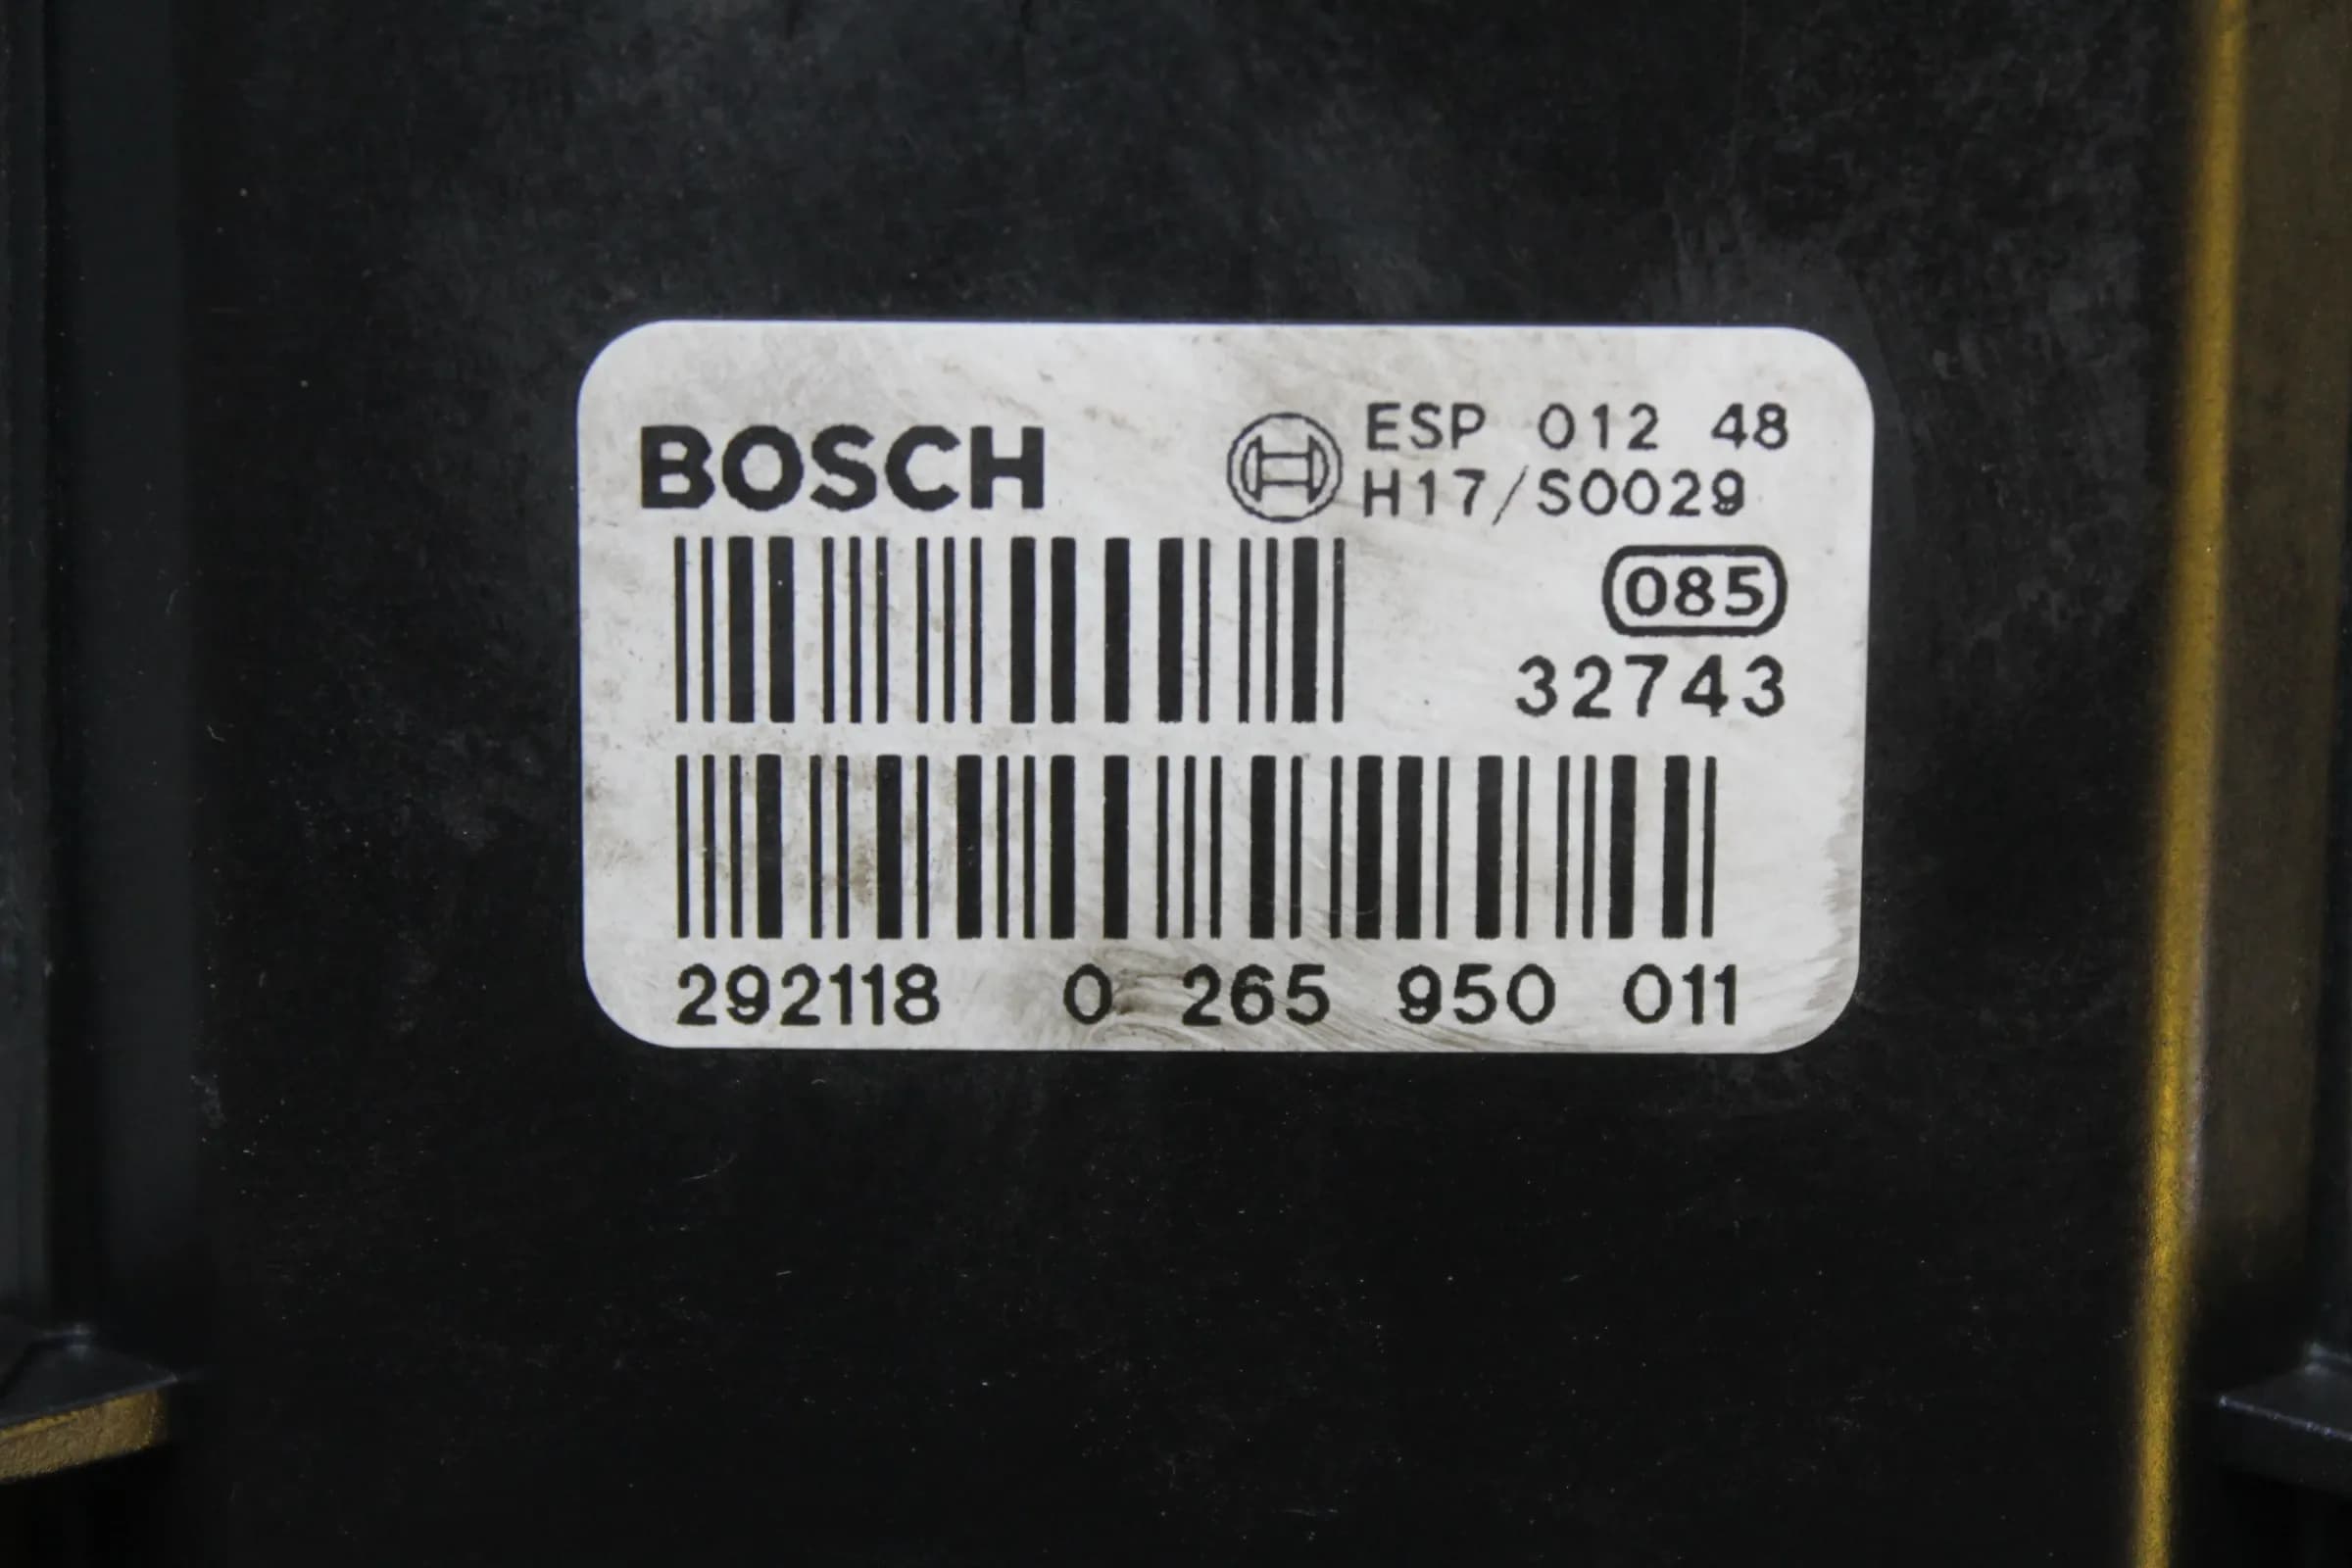 BOSCH
ESP 012 48
H17/S0029
085
32743
292118 0 265 950 011